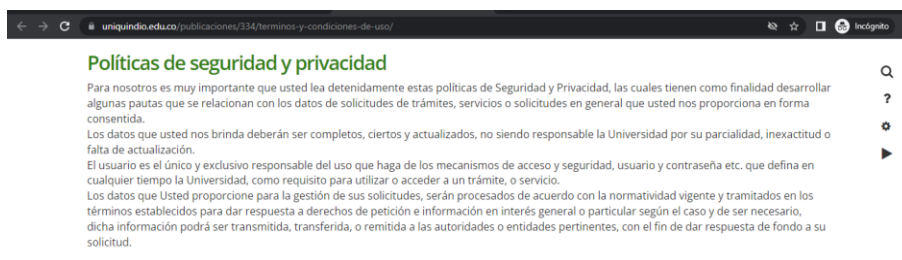 uniquindio.edu.co/publicaciones/334/terminos-y-condiciones-de-uso/
Incógnito
Políticas de seguridad y privacidad
Para nosotros es muy importante que usted lea detenidamente estas políticas de Seguridad y Privacidad, las cuales tienen como finalidad desarrollar
algunas pautas que se relacionan con los datos de solicitudes de trámites, servicios o solicitudes en general que usted nos proporciona en forma
consentida.
Los datos que usted nos brinda deberán ser completos, ciertos y actualizados, no siendo responsable la Universidad por su parcialidad, inexactitud o
falta de actualización.
El usuario es el único y exclusivo responsable del uso que haga de los mecanismos de acceso y seguridad, usuario y contraseña etc. que defina en
cualquier tiempo la Universidad, como requisito para utilizar o acceder a un trámite, o servicio.
Los datos que Usted proporcione para la gestión de sus solicitudes, serán procesados de acuerdo con la normatividad vigente y tramitados en los
términos establecidos para dar respuesta a derechos de petición e información en interés general o particular según el caso y de ser necesario,
dicha información podrá ser transmitida, transferida, o remitida a las autoridades o entidades pertinentes, con el fin de dar respuesta de fondo a su
solicitud.